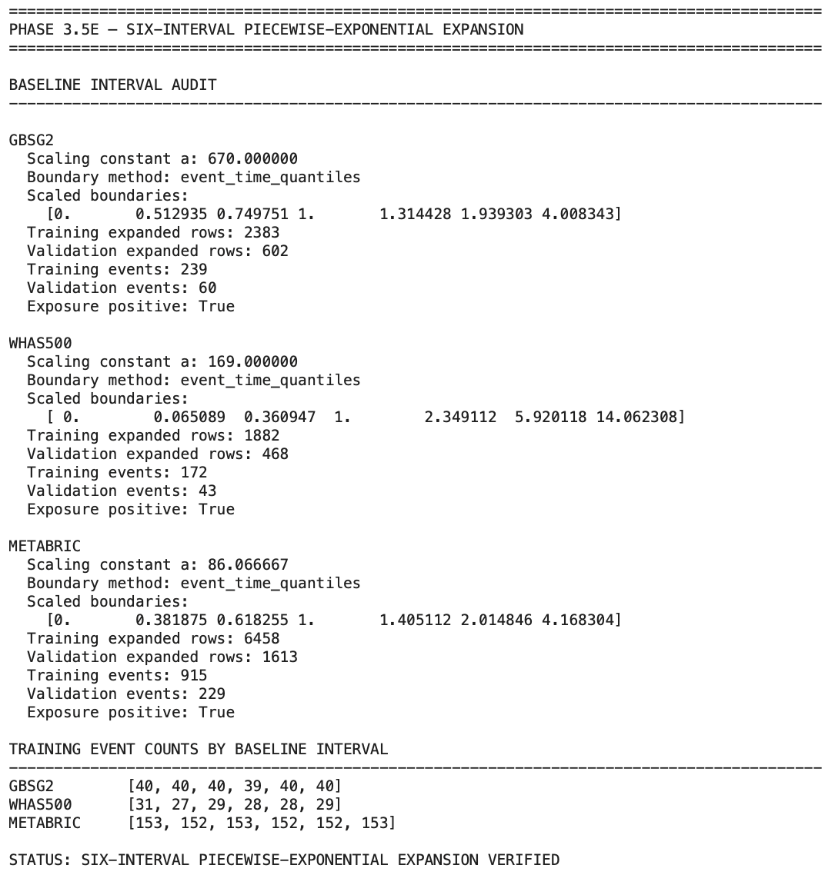 ==========================================================================================
PHASE 3.5E – SIX-INTERVAL PIECEWISE-EXPONENTIAL EXPANSION
==========================================================================================
BASELINE INTERVAL AUDIT
------------------------------------------------------------------------------------------
GBSG2
  Scaling constant a: 670.000000
  Boundary method: event_time_quantiles
  Scaled boundaries:
    [0.       0.512935 0.749751 1.       1.314428 1.939303 4.008343]
  Training expanded rows: 2383
  Validation expanded rows: 602
  Training events: 239
  Validation events: 60
  Exposure positive: True
WHAS500
  Scaling constant a: 169.000000
  Boundary method: event_time_quantiles
  Scaled boundaries:
    [ 0.        0.065089  0.360947  1.        2.349112  5.920118 14.062308]
  Training expanded rows: 1882
  Validation expanded rows: 468
  Training events: 172
  Validation events: 43
  Exposure positive: True
METABRIC
  Scaling constant a: 86.066667
  Boundary method: event_time_quantiles
  Scaled boundaries:
    [0.       0.381875 0.618255 1.       1.405112 2.014846 4.168304]
  Training expanded rows: 6458
  Validation expanded rows: 1613
  Training events: 915
  Validation events: 229
  Exposure positive: True
TRAINING EVENT COUNTS BY BASELINE INTERVAL
------------------------------------------------------------------------------------------
GBSG2        [40, 40, 40, 39, 40, 40]
WHAS500      [31, 27, 29, 28, 28, 29]
METABRIC     [153, 152, 153, 152, 152, 153]
STATUS: SIX-INTERVAL PIECEWISE-EXPONENTIAL EXPANSION VERIFIED